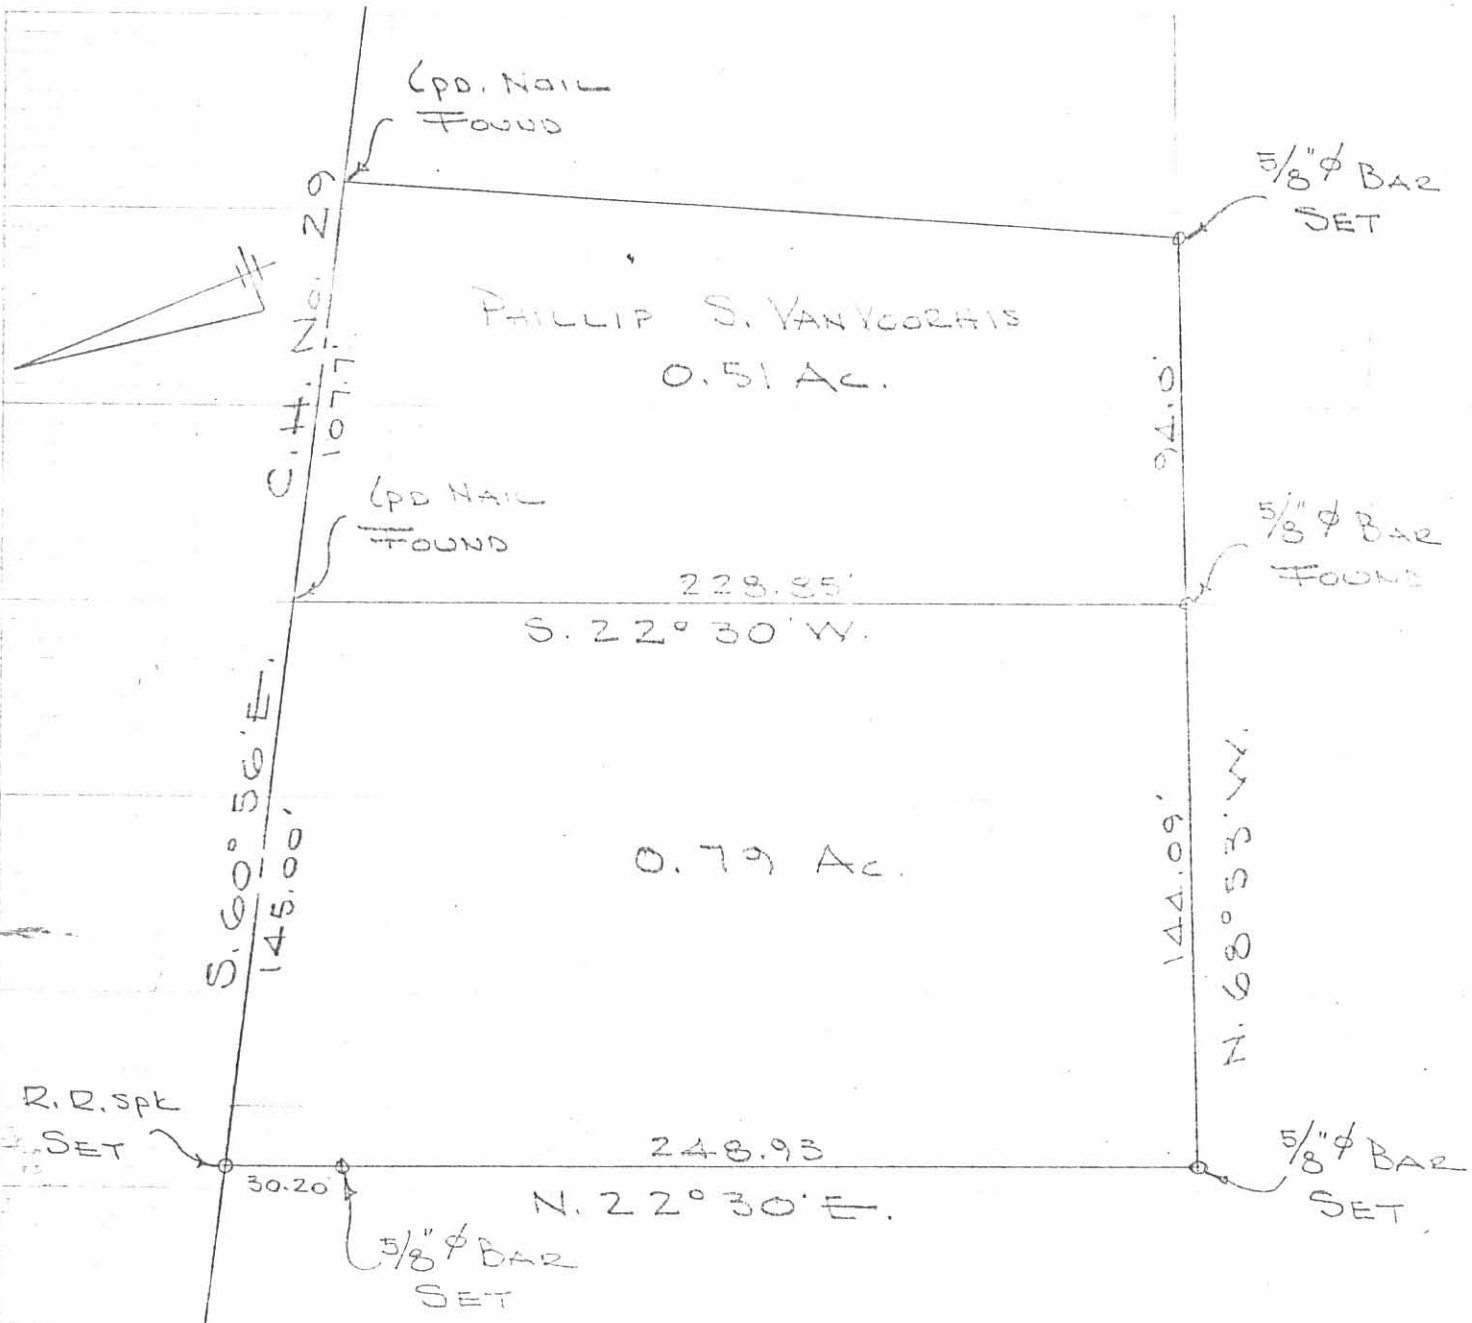 6PD. NAIL
FOUND
5/8"ϕ BAR
SET
C.H. No. 29
107.7'
PHILLIP S. VANVOORHIS
0.51 Ac.
94.0'
6PD NAIL
FOUND
5/8"ϕ BAR
FOUND
228.85'
S. 22° 30' W.
S. 60° 56' E.
145.00'
0.79 Ac.
144.09'
N. 68° 53' W.
R.R. Spk
SET
30.20
248.93
N. 22° 30' E.
5/8"ϕ BAR
SET
5/8"ϕ BAR
SET